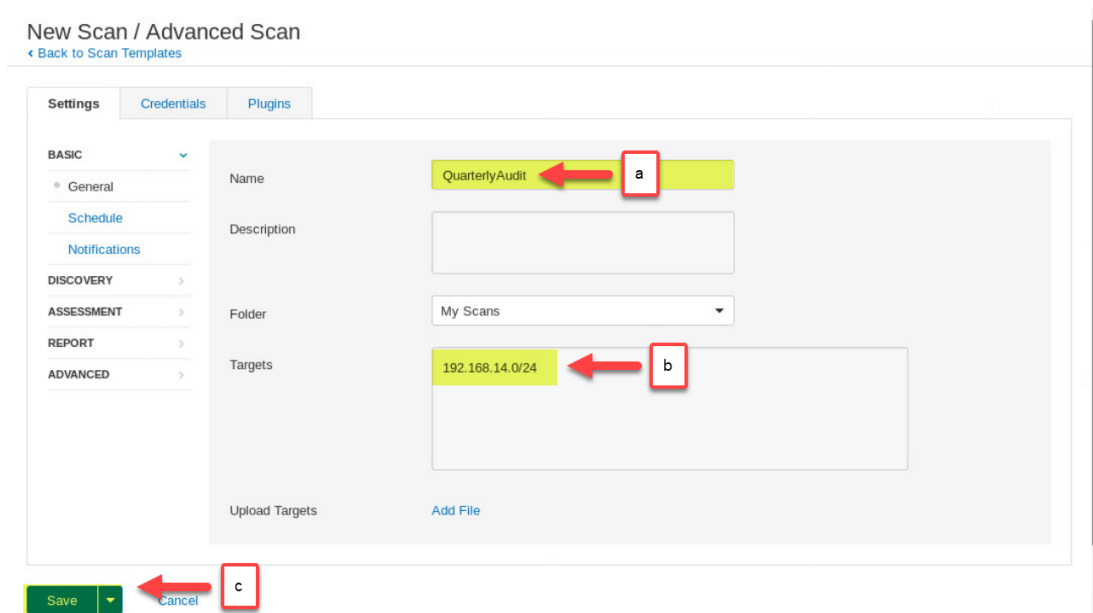 New Scan / Advanced Scan
‹ Back to Scan Templates
Settings Credentials Plugins
BASIC
General
Schedule
Notifications
DISCOVERY
ASSESSMENT
REPORT
ADVANCED
Name QuarterlyAudit a
Description
Folder My Scans
Targets 192.168.14.0/24 b
Upload Targets Add File
Save Cancel c